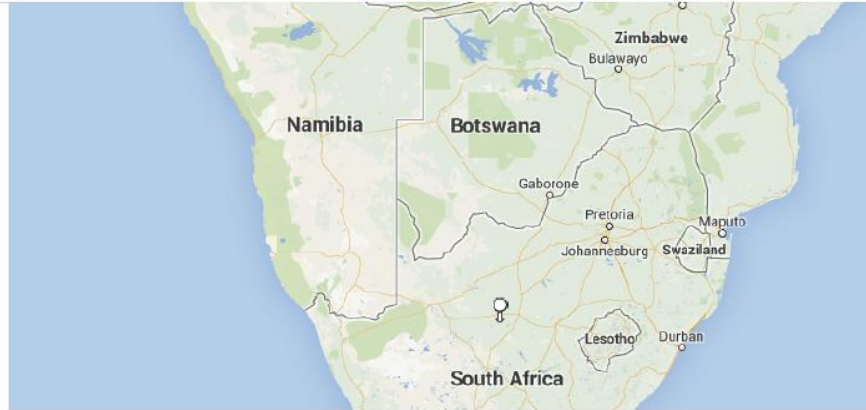 Zimbabwe
Bulawayo
Namibia
Botswana
Gaborone
Pretoria
Maputo
Johannesburg
Swaziland
Lesotho
Durban
South Africa